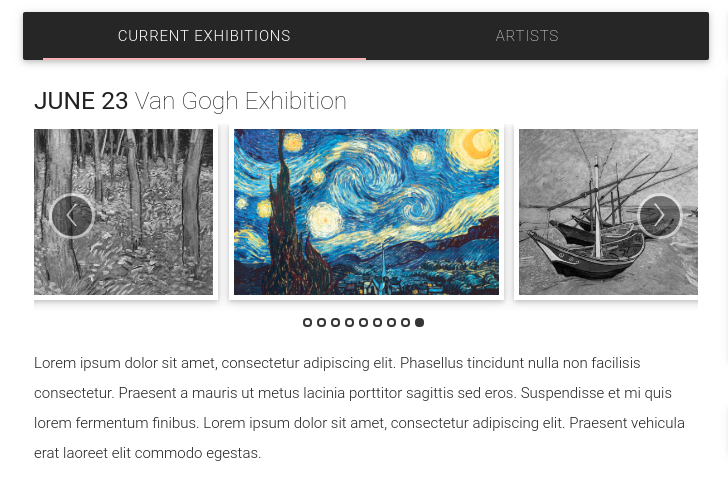 CURRENT EXHIBITIONS
ARTISTS
JUNE 23 Van Gogh Exhibition
Lorem ipsum dolor sit amet, consectetur adipiscing elit. Phasellus tincidunt nulla non facilisis
consectetur. Praesent a mauris ut metus lacinia porttitor sagittis sed eros. Suspendisse et mi quis
lorem fermentum finibus. Lorem ipsum dolor sit amet, consectetur adipiscing elit. Praesent vehicula
erat laoreet elit commodo egestas.